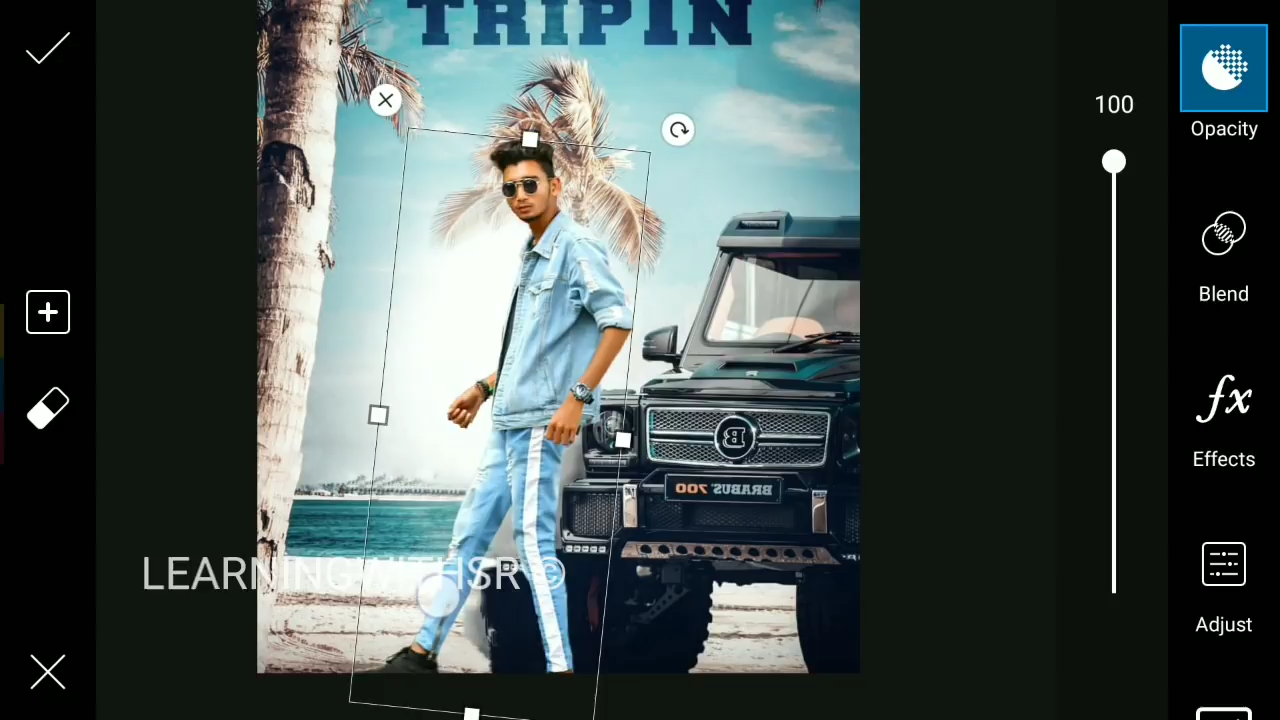 TRIPIN
100
Opacity
Blend
fx
Effects
B
BRABUS 700
LEARNINGWITHSR ©
Adjust